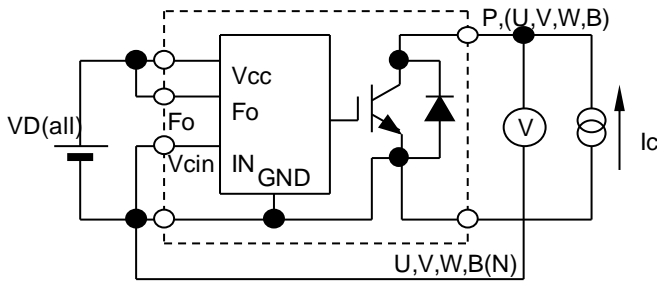 P,(U,V,W,B)
Vcc
Fo
VD(all)
Fo
V
Ic
Vcin
IN
GND
U,V,W,B(N)